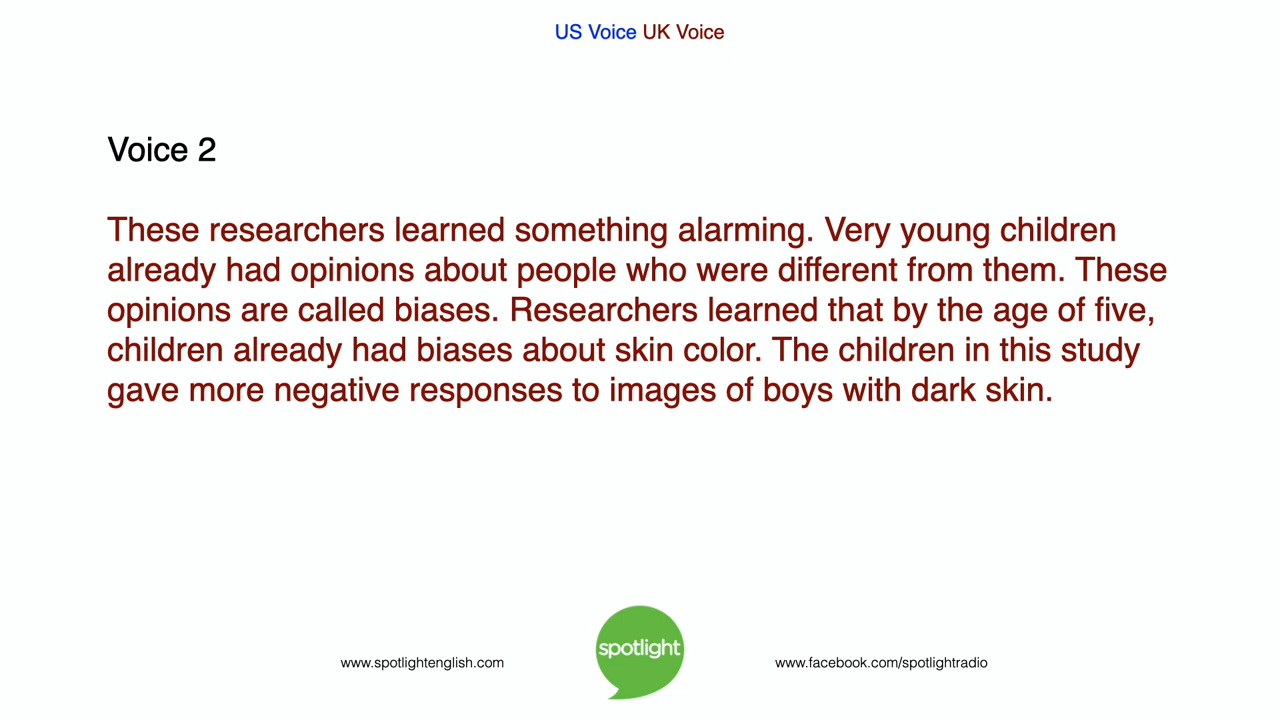 US Voice UK Voice
Voice 2
These researchers learned something alarming. Very young children
already had opinions about people who were different from them. These
opinions are called biases. Researchers learned that by the age of five,
children already had biases about skin color. The children in this study
gave more negative responses to images of boys with dark skin.
spotlight
www.spotlightenglish.com
www.facebook.com/spotlightradio